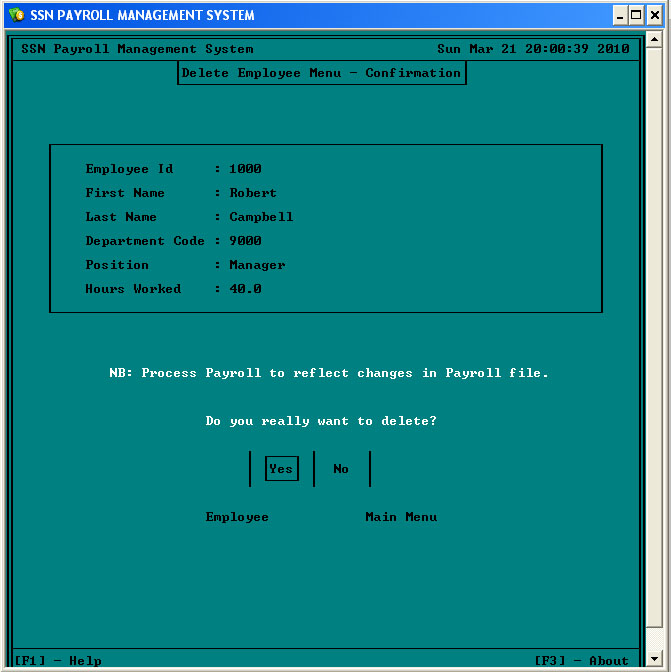 SSN PAYROLL MANAGEMENT SYSTEM
SSN Payroll Management System Sun Mar 21 20:00:39 2010
Delete Employee Menu - Confirmation
Employee Id : 1000
First Name : Robert
Last Name : Campbell
Department Code : 9000
Position : Manager
Hours Worked : 40.0
NB: Process Payroll to reflect changes in Payroll file.
Do you really want to delete?
Yes No
Employee Main Menu
[F1] - Help [F3] - About